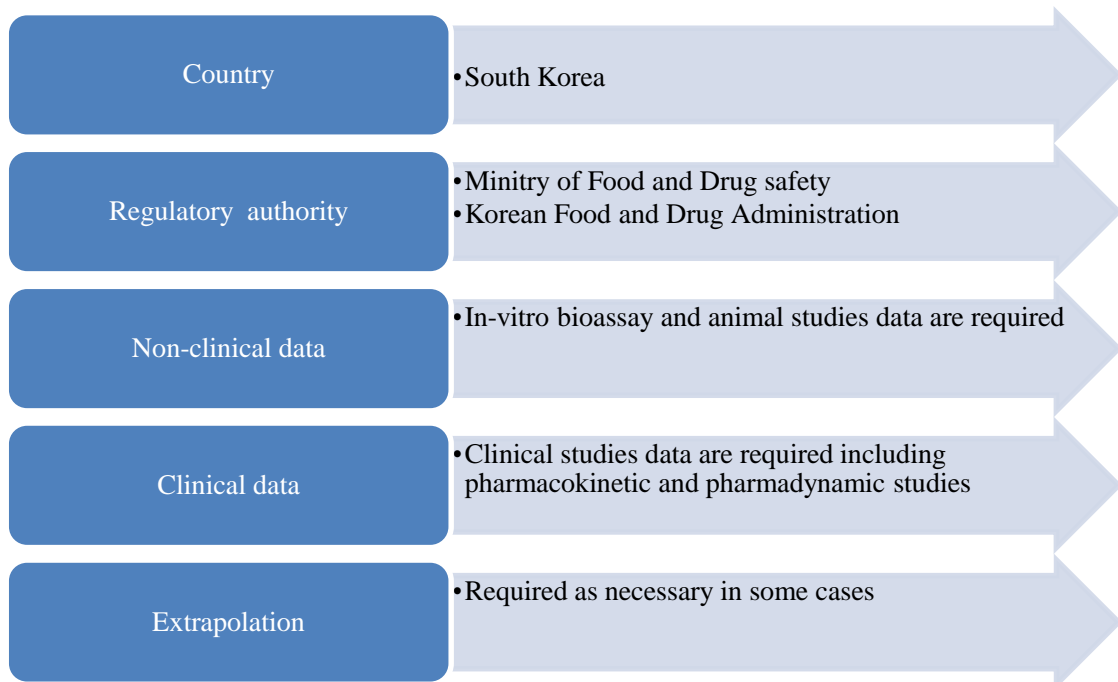 Country
•South Korea
Regulatory authority
•Minitry of Food and Drug safety
•Korean Food and Drug Administration
Non-clinical data
•In-vitro bioassay and animal studies data are required
Clinical data
•Clinical studies data are required including
pharmacokinetic and pharmadynamic studies
Extrapolation
•Required as necessary in some cases